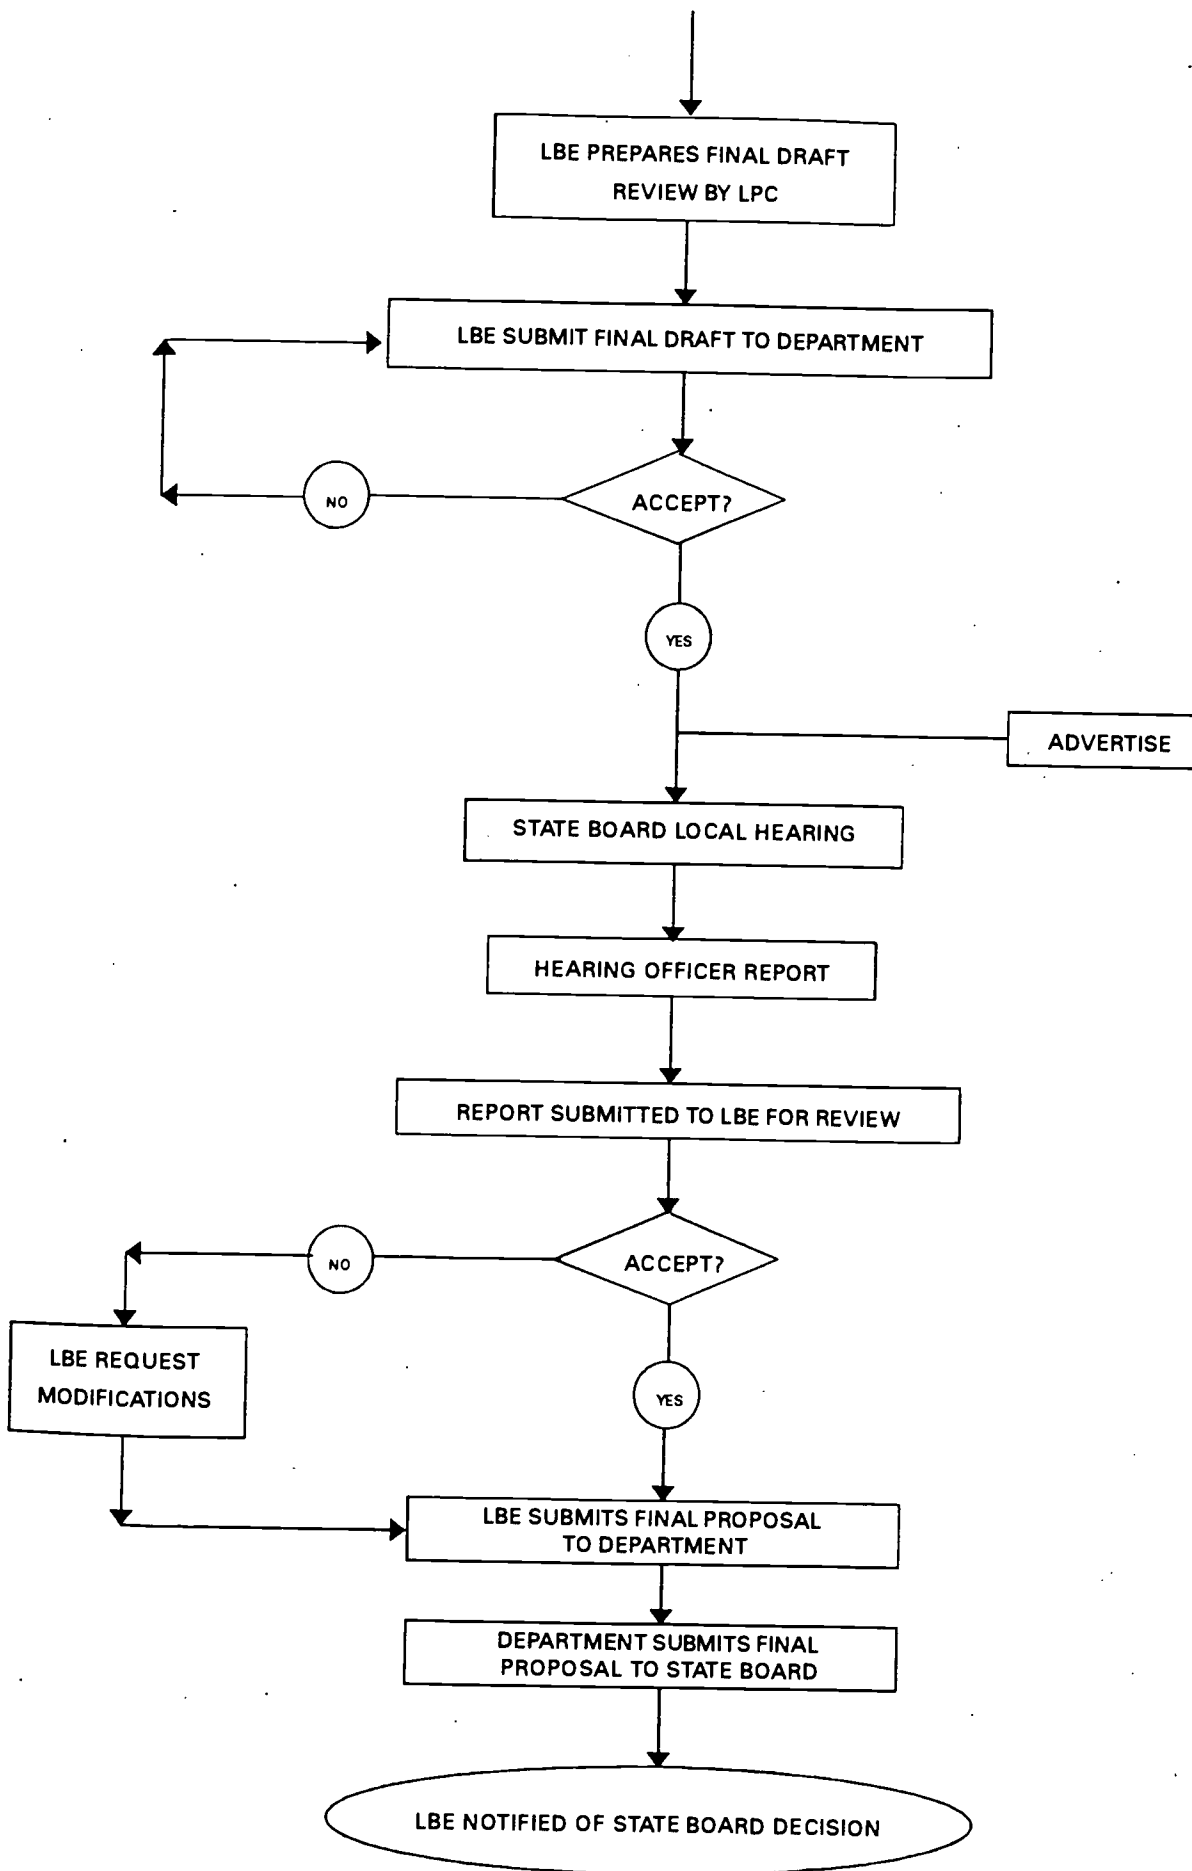 LBE PREPARES FINAL DRAFT
REVIEW BY LPC
LBE SUBMIT FINAL DRAFT TO DEPARTMENT
NO
ACCEPT?
YES
ADVERTISE
STATE BOARD LOCAL HEARING
HEARING OFFICER REPORT
REPORT SUBMITTED TO LBE FOR REVIEW
NO
ACCEPT?
LBE REQUEST
MODIFICATIONS
YES
LBE SUBMITS FINAL PROPOSAL
TO DEPARTMENT
DEPARTMENT SUBMITS FINAL
PROPOSAL TO STATE BOARD
LBE NOTIFIED OF STATE BOARD DECISION